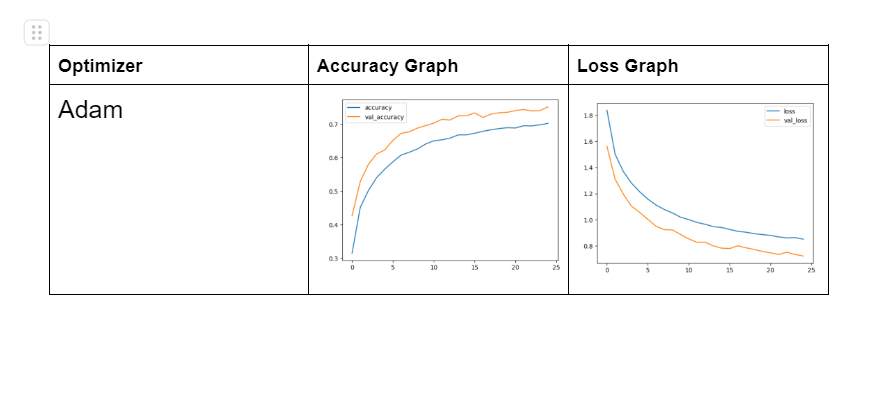 Optimizer
Accuracy Graph
Loss Graph
Adam
accuracy
val_accuracy
0.7
0.6
0.5
0.4
0.3
0 5 10 15 20 25
loss
val_loss
1.8
1.6
1.4
1.2
1.0
0.8
0 5 10 15 20 25